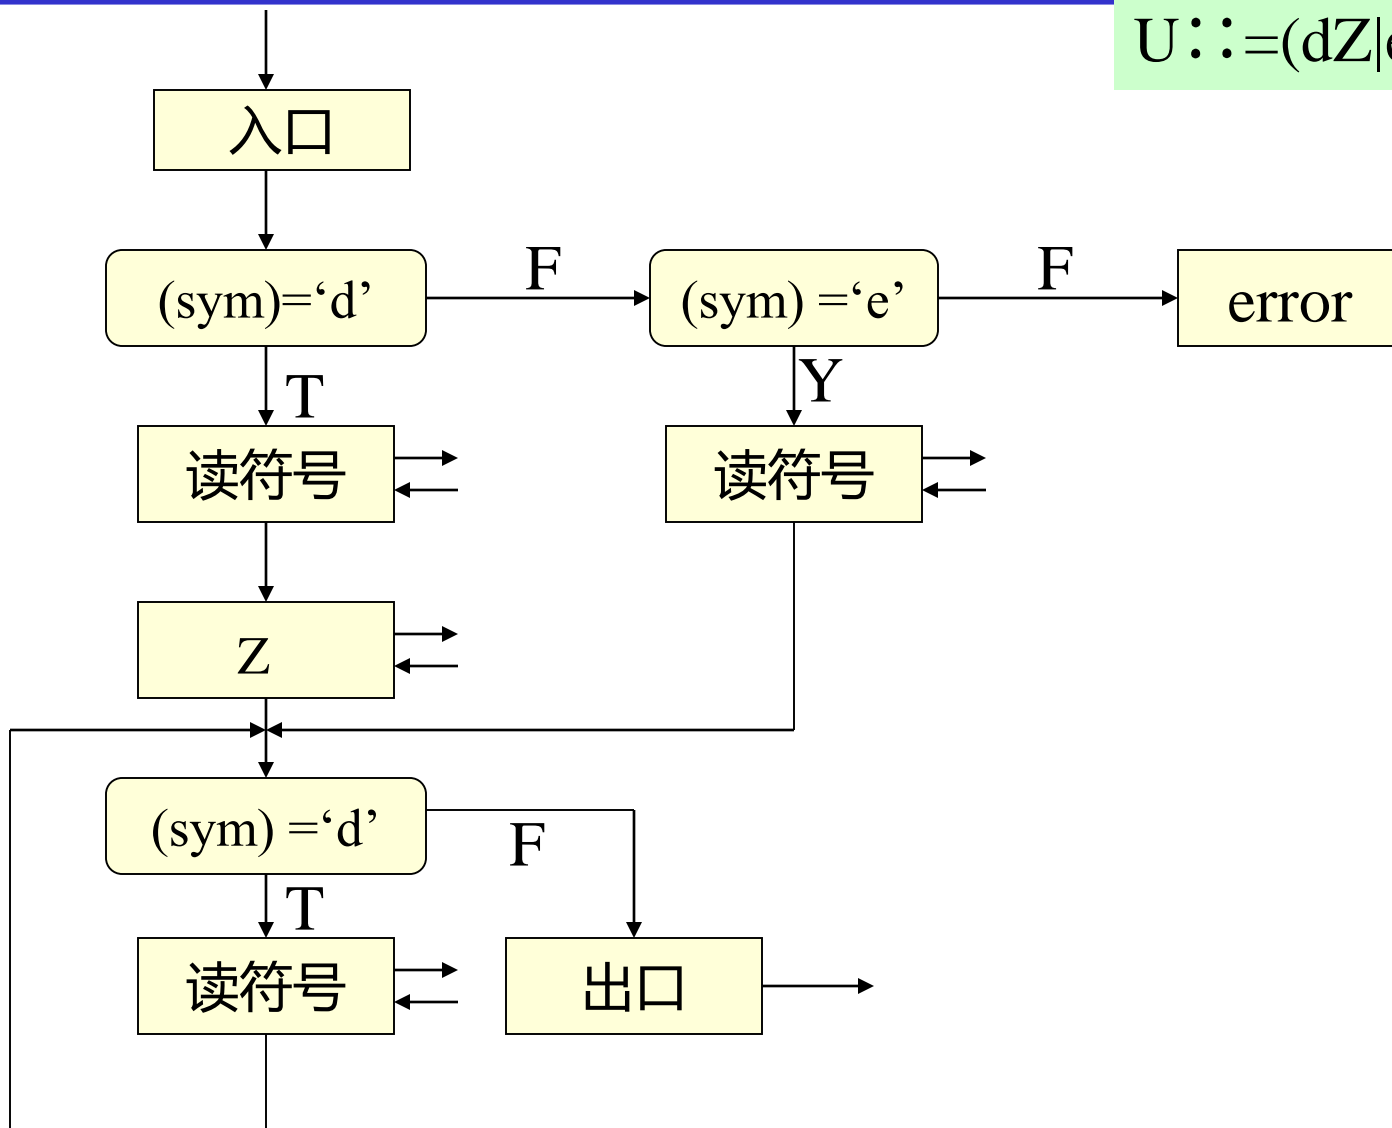 U∷=(dZ|
入口
(sym)=‘d’
F
(sym) =‘e’
F
error
T
Y
读符号
读符号
Z
(sym) =‘d’
F
T
读符号
出口